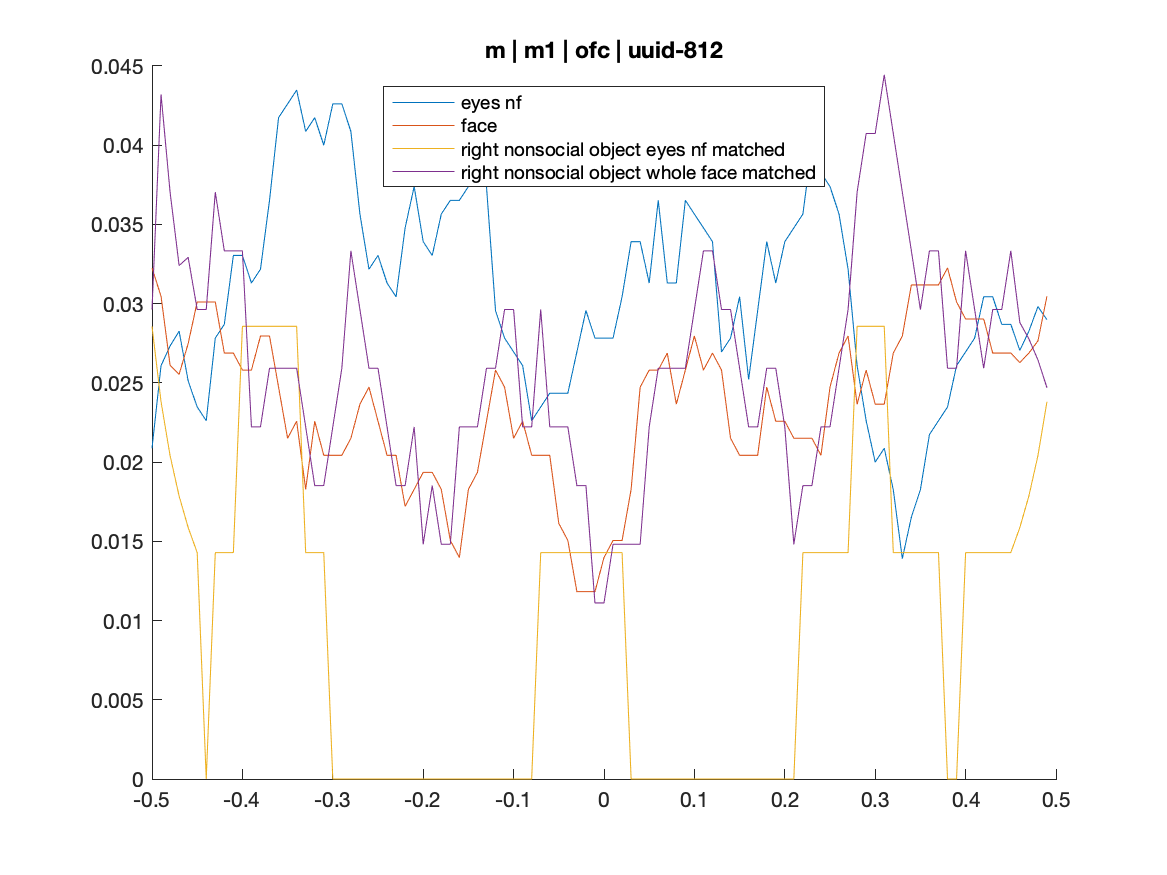 m | m1 | ofc | uuid-812
0.045
0.04
0.035
0.03
0.025
0.02
0.015
0.01
0.005
0
eyes nf
face
right nonsocial object eyes nf matched
right nonsocial object whole face matched
-0.5 -0.4 -0.3 -0.2 -0.1 0 0.1 0.2 0.3 0.4 0.5